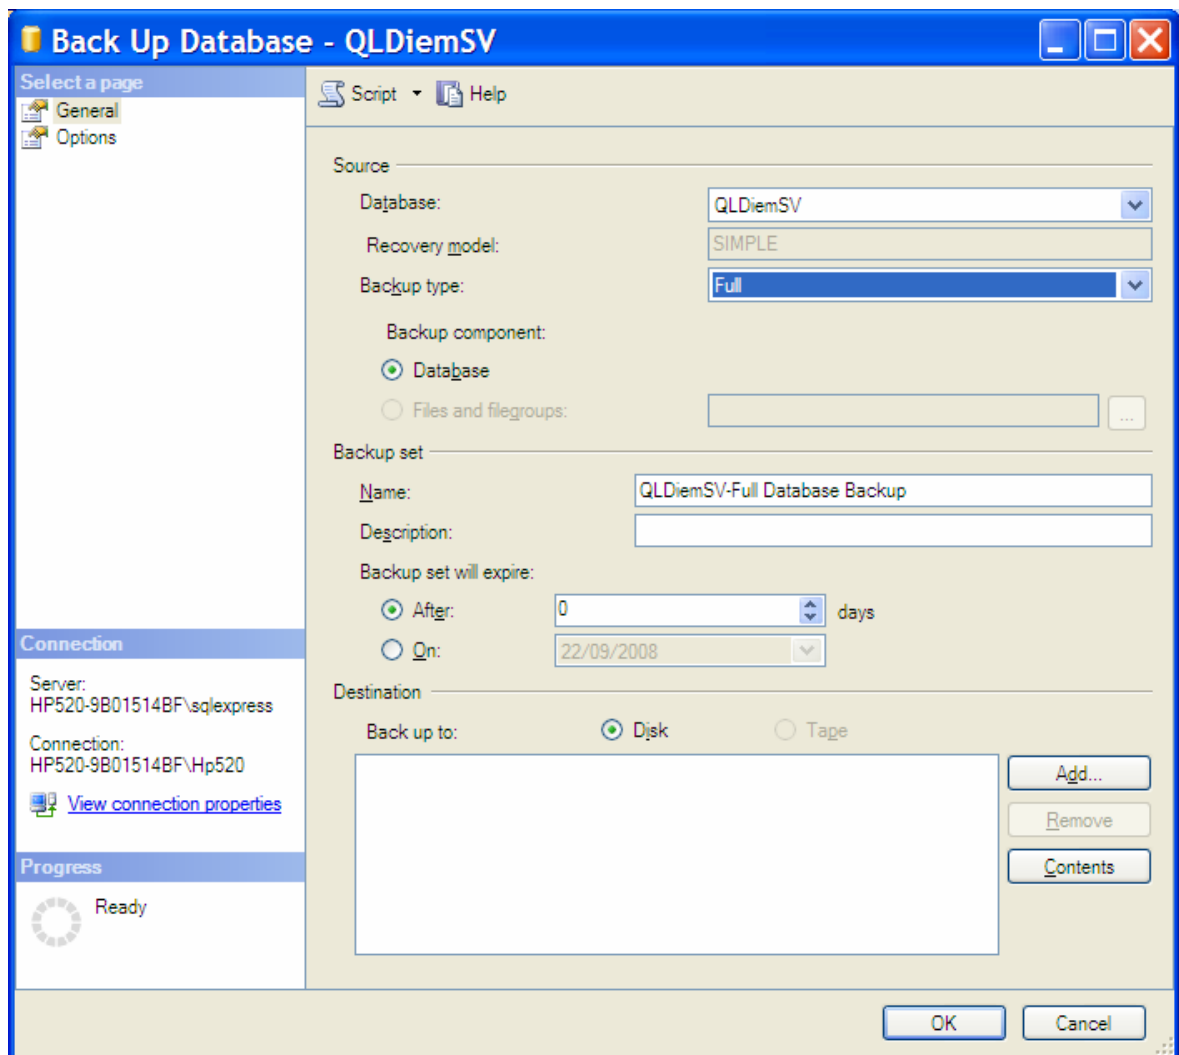 Back Up Database - QLDiemSV
Select a page
General
Options
Script
Help
Source
Database:
QLDiemSV
Recovery model:
SIMPLE
Backup type:
Full
Backup component:
Database
Files and filegroups:
...
Backup set
Name:
QLDiemSV-Full Database Backup
Description:
Backup set will expire:
After:
0
days
On:
22/09/2008
Destination
Back up to:
Disk
Tape
Add...
Remove
Contents
Connection
Server:
HP520-9B01514BF\sqlexpress
Connection:
HP520-9B01514BF\Hp520
View connection properties
Progress
Ready
OK
Cancel